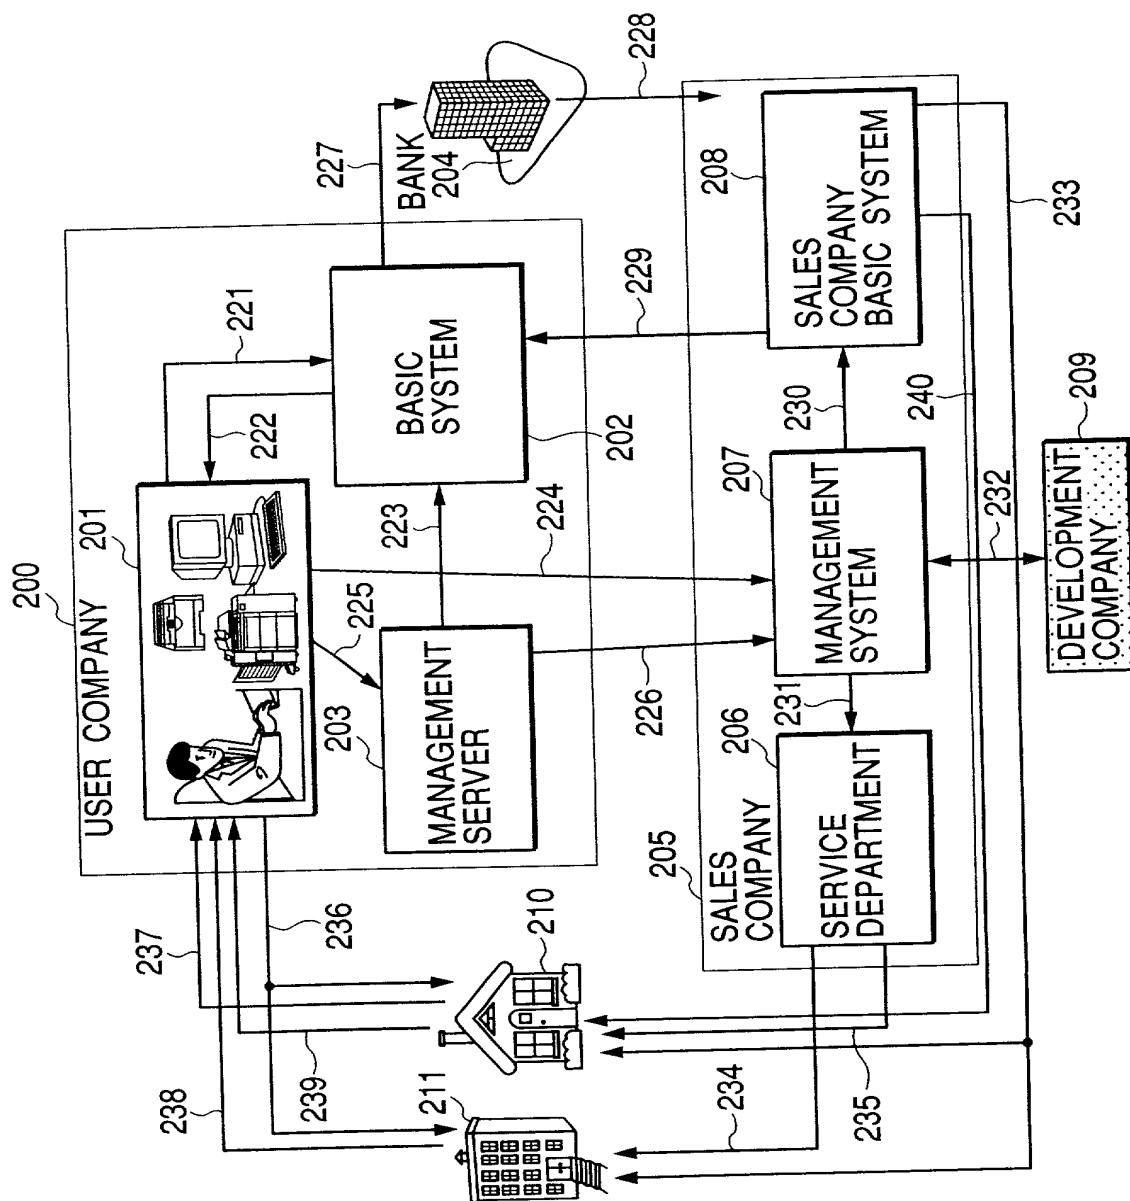 200
USER COMPANY
201
221
222
BASIC
SYSTEM
202
223
224
225
MANAGEMENT
SERVER
203
226
227
BANK
204
228
229
237
236
238
239
210
211
205
SALES
COMPANY
206
SERVICE
DEPARTMENT
231
207
MANAGEMENT
SYSTEM
230
208
SALES
COMPANY
BASIC SYSTEM
240
233
232
209
DEVELOPMENT
COMPANY
234
235